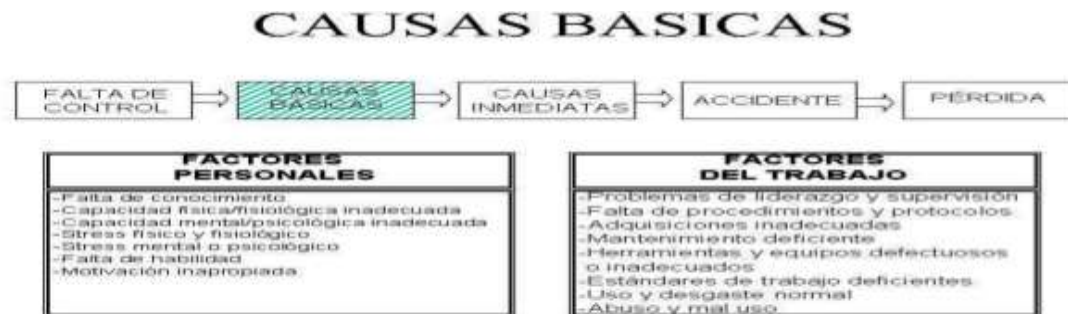 CAUSAS BASICAS
FALTA DE
CONTROL
CAUSAS
BÁSICAS
CAUSAS
INMEDIATAS
ACCIDENTE
PÉRDIDA
FACTORES
PERSONALES
-Falta de conocimiento
-Capacidad física/fisiológica inadecuada
-Capacidad mental/psicológica inadecuada
-Stress físico y fisiológico
-Stress mental o psicológico
-Falta de habilidad
-Motivación inapropiada
FACTORES
DEL TRABAJO
-Problemas de liderazgo y supervisión
-Falta de procedimientos y protocolos
-Adquisiciones inadecuadas
-Mantenimiento deficiente
-Herramientas y equipos defectuosos
o inadecuados
-Estándares de trabajo deficientes
-Uso y desgaste normal
-Abuso y mal uso